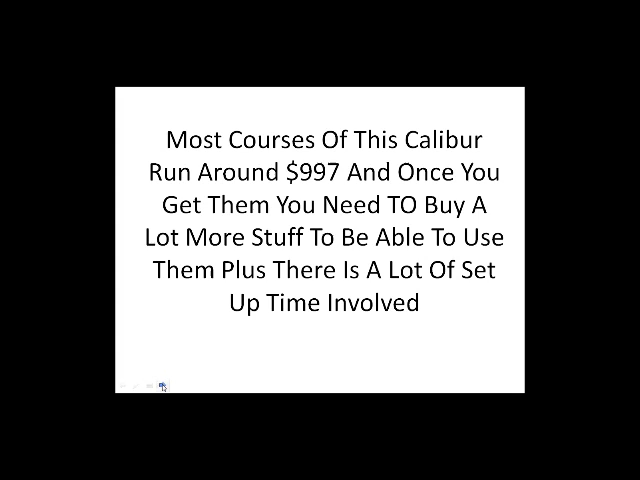 Most Courses Of This Calibur
Run Around $997 And Once You
Get Them You Need TO Buy A
Lot More Stuff To Be Able To Use
Them Plus There Is A Lot Of Set
Up Time Involved